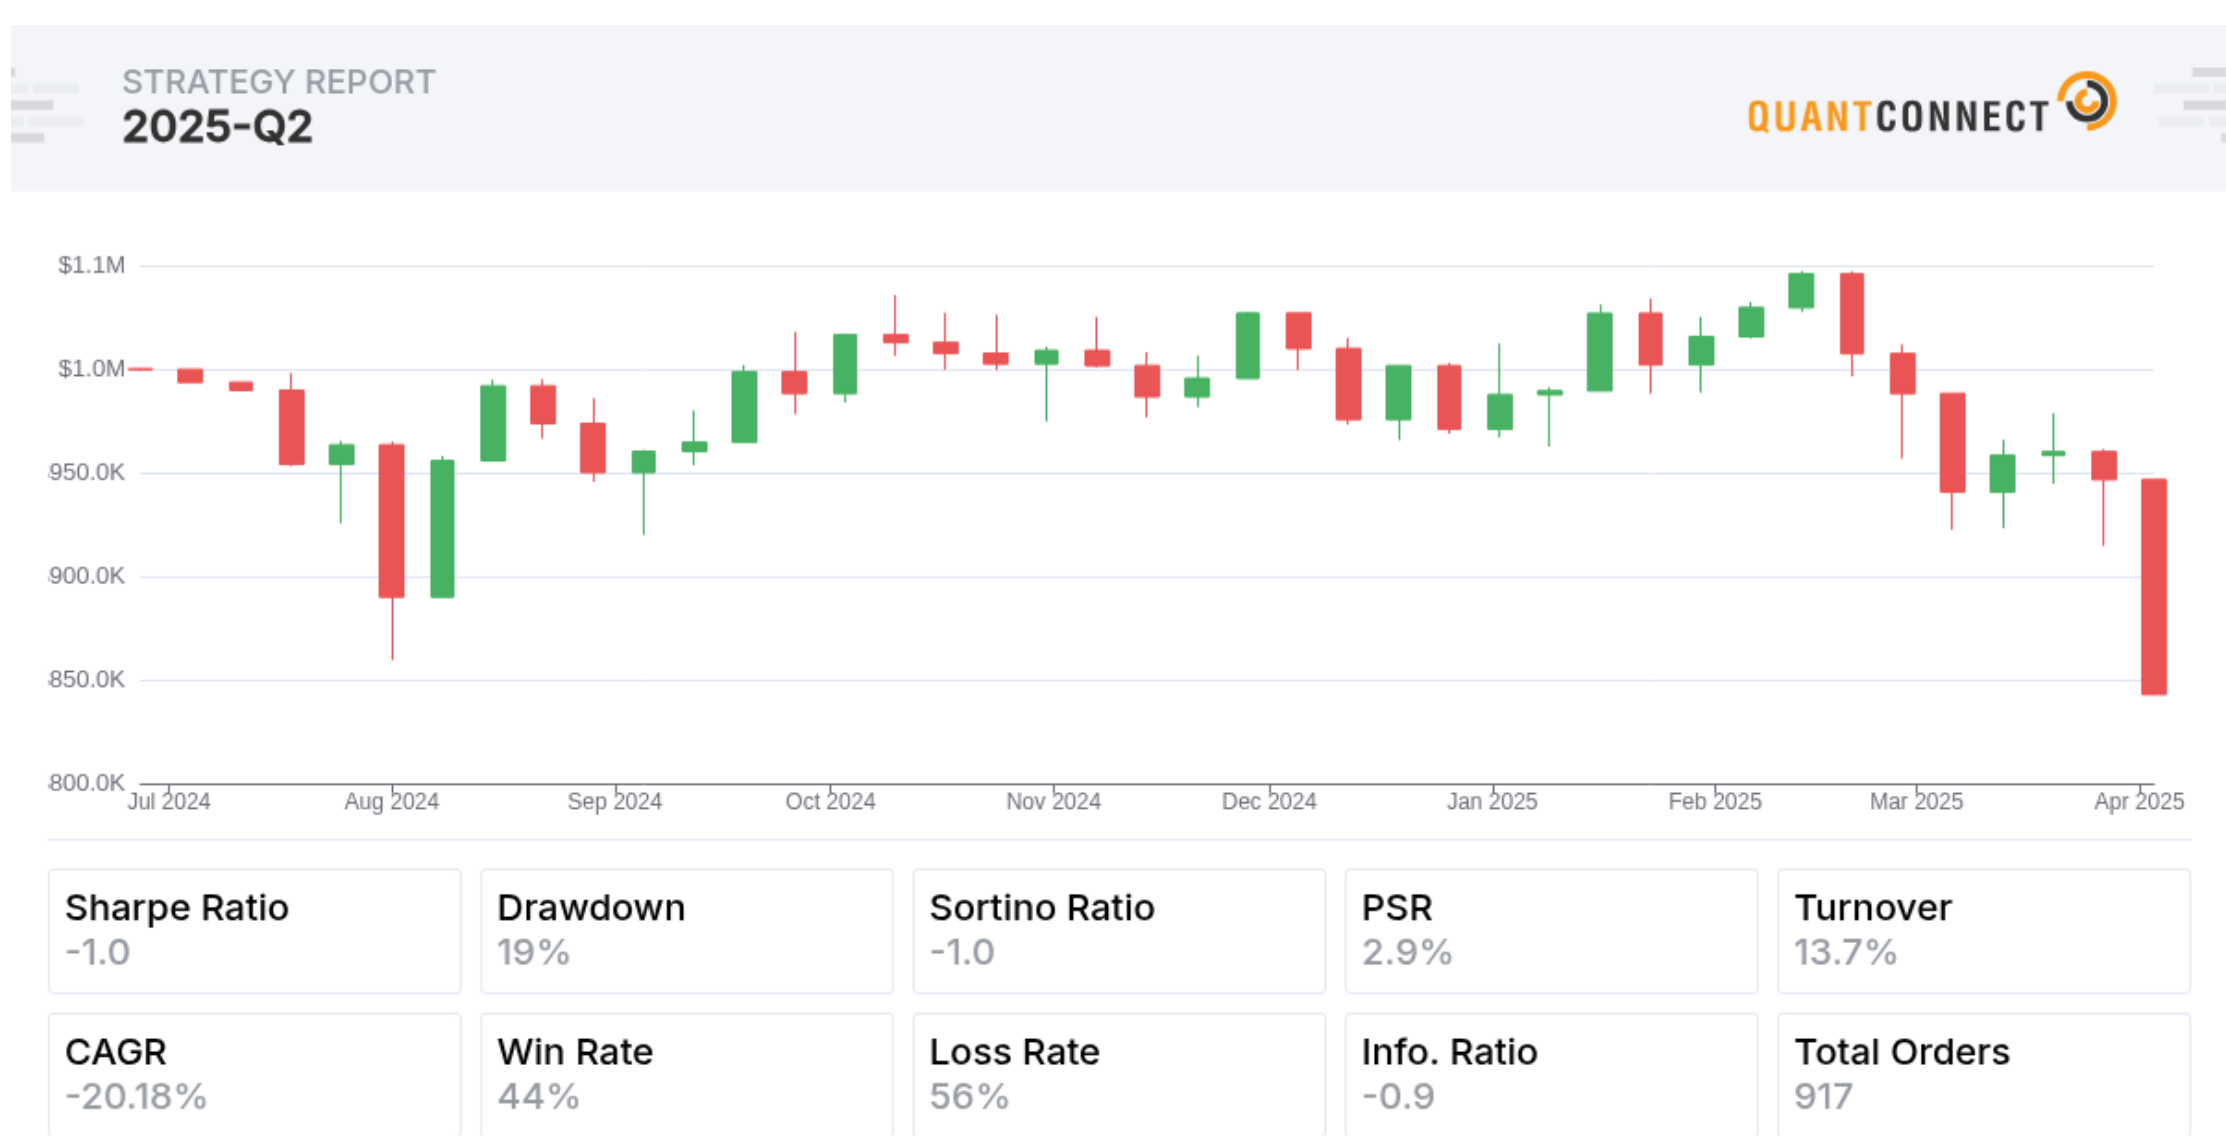 STRATEGY REPORT
2025-Q2
QUANTCONNECT
$1.1M
$1.0M
950.0K
900.0K
850.0K
800.0K
Jul 2024 Aug 2024 Sep 2024 Oct 2024 Nov 2024 Dec 2024 Jan 2025 Feb 2025 Mar 2025 Apr 2025
Sharpe Ratio Drawdown Sortino Ratio PSR Turnover
-1.0 19% -1.0 2.9% 13.7%
CAGR Win Rate Loss Rate Info. Ratio Total Orders
-20.18% 44% 56% -0.9 917